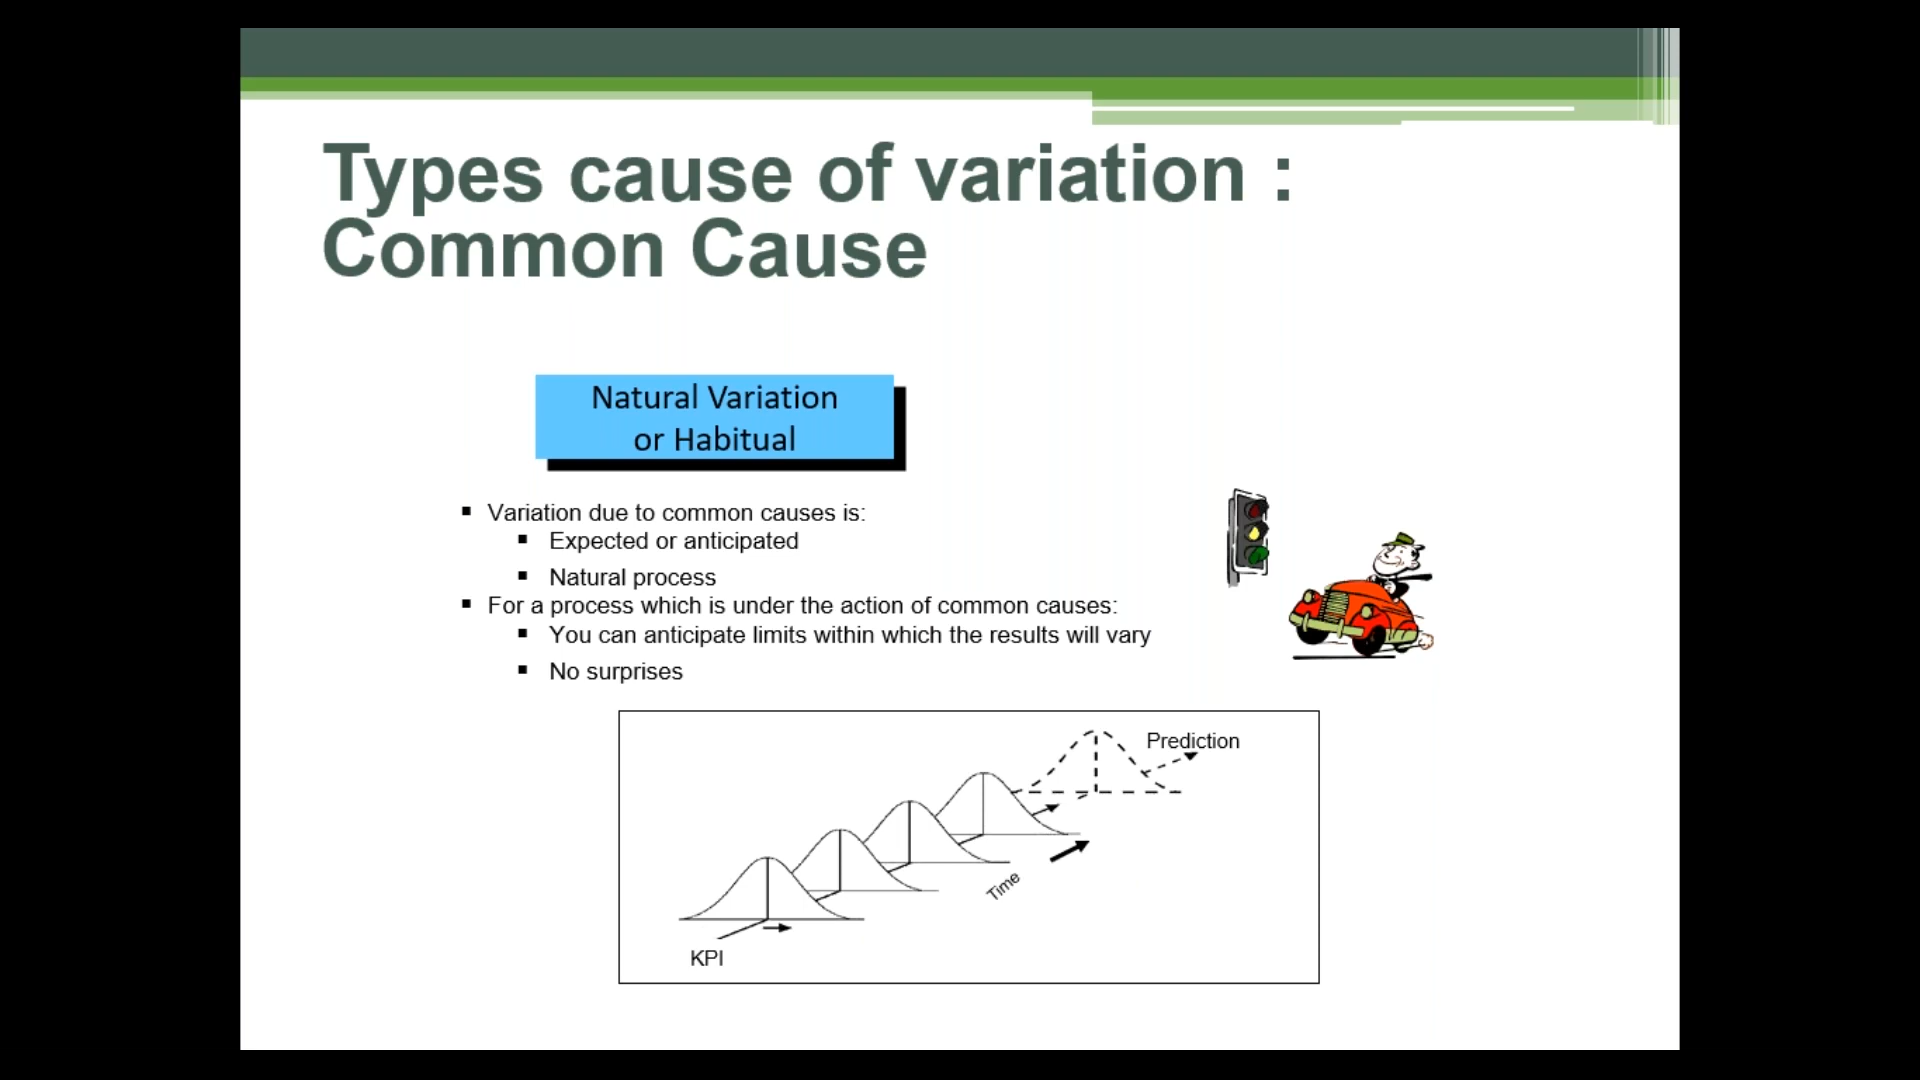 Types cause of variation :
Common Cause
Natural Variation
or Habitual
Variation due to common causes is:
Expected or anticipated
Natural process
For a process which is under the action of common causes:
You can anticipate limits within which the results will vary
No surprises
Prediction
Time
KPI